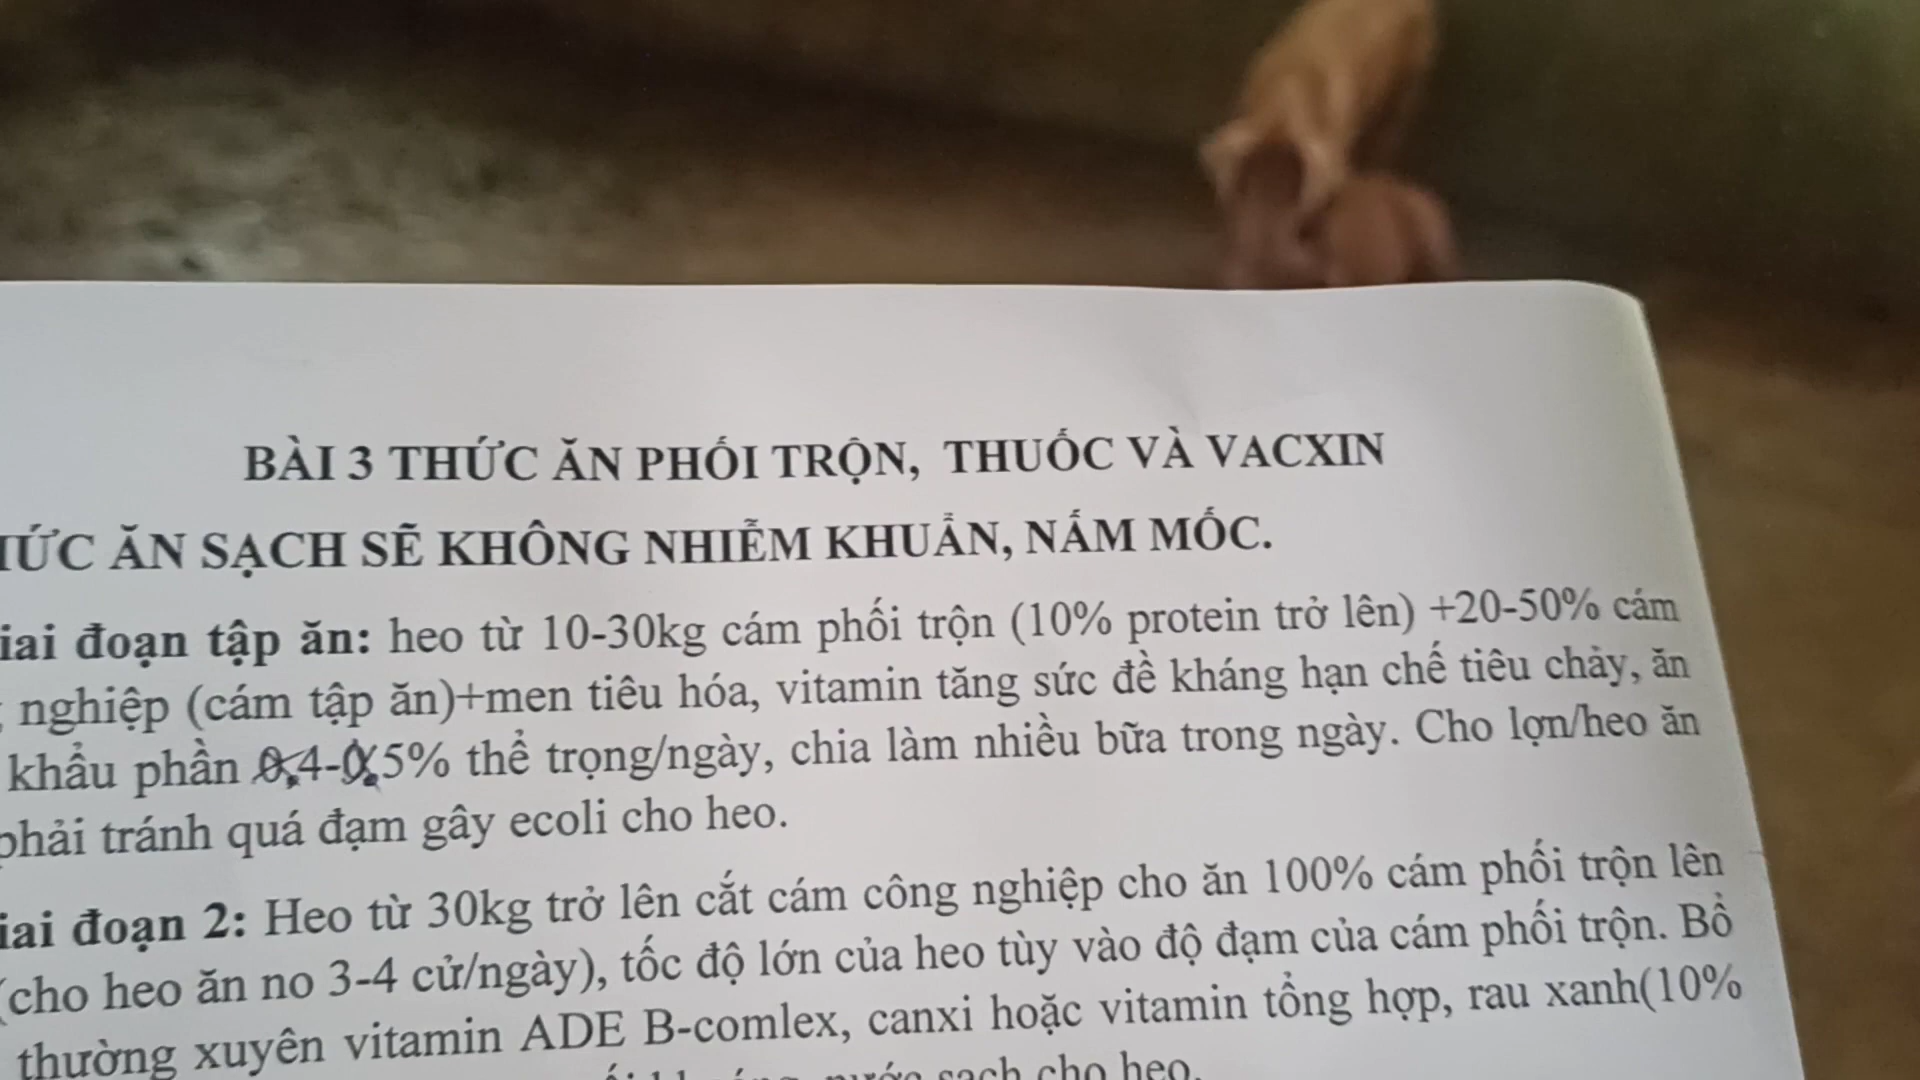 BÀI 3 THỨC ĂN PHỐI TRỘN, THUỐC VÀ VACXIN
ỨC ĂN SẠCH SẼ KHÔNG NHIỄM KHUẨN, NẤM MỐC.
iai đoạn tập ăn: heo từ 10-30kg cám phối trộn (10% protein trở lên) +20-50% cám
nghiệp (cám tập ăn)+men tiêu hóa, vitamin tăng sức đề kháng hạn chế tiêu chảy, ăn
khẩu phần 0,4-0,5% thể trọng/ngày, chia làm nhiều bữa trong ngày. Cho lợn/heo ăn
phải tránh quá đạm gây ecoli cho heo.
iai đoạn 2: Heo từ 30kg trở lên cắt cám công nghiệp cho ăn 100% cám phối trộn lên
(cho heo ăn no 3-4 cử/ngày), tốc độ lớn của heo tùy vào độ đạm của cám phối trộn. Bổ
thường xuyên vitamin ADE B-comlex, canxi hoặc vitamin tổng hợp, rau xanh(10%
nước sạch cho heo.